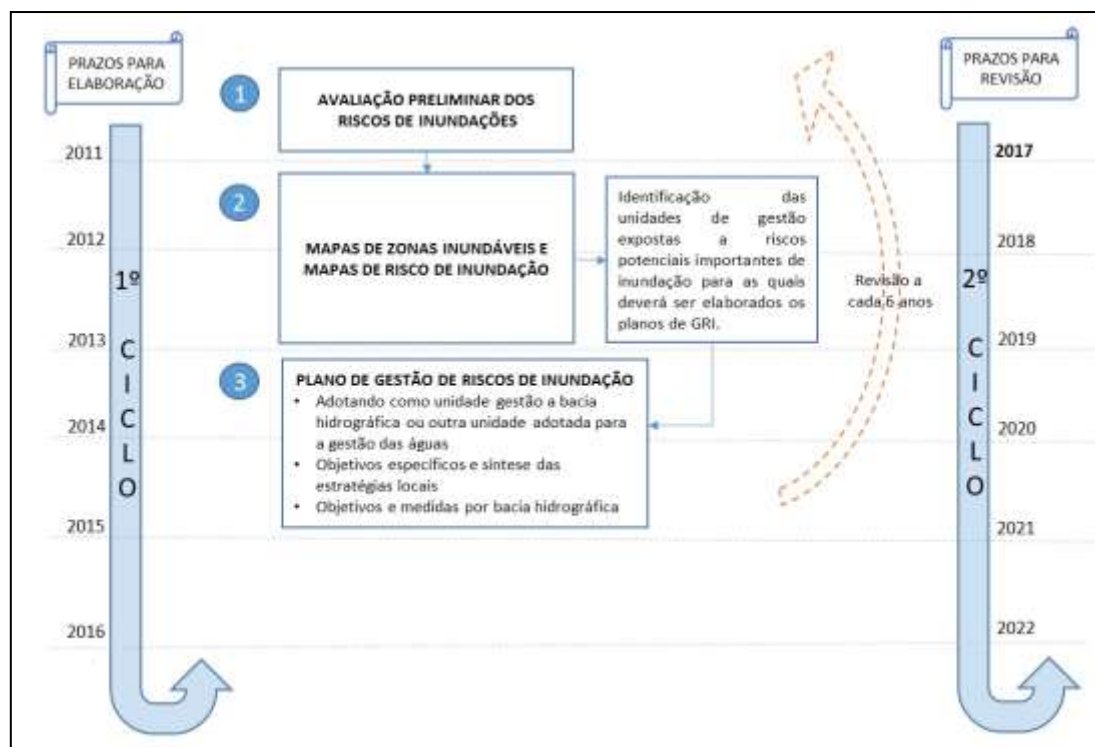 PRAZOS PARA
ELABORAÇÃO
2011
2012
2013
2014
2015
2016
1º
CICLO
1
AVALIAÇÃO PRELIMINAR DOS
RISCOS DE INUNDAÇÕES
2
MAPAS DE ZONAS INUNDÁVEIS E
MAPAS DE RISCO DE INUNDAÇÃO
Identificação das
unidades de gestão
expostas a riscos
potenciais importantes de
inundação para as quais
deverá ser elaborados os
planos de GRI.
3
PLANO DE GESTÃO DE RISCOS DE INUNDAÇÃO
• Adotando como unidade gestão a bacia
hidrográfica ou outra unidade adotada para
a gestão das águas
• Objetivos específicos e síntese das
estratégias locais
• Objetivos e medidas por bacia hidrográfica
Revisão a
cada 6 anos
PRAZOS PARA
REVISÃO
2017
2018
2019
2020
2021
2022
2º
CICLO